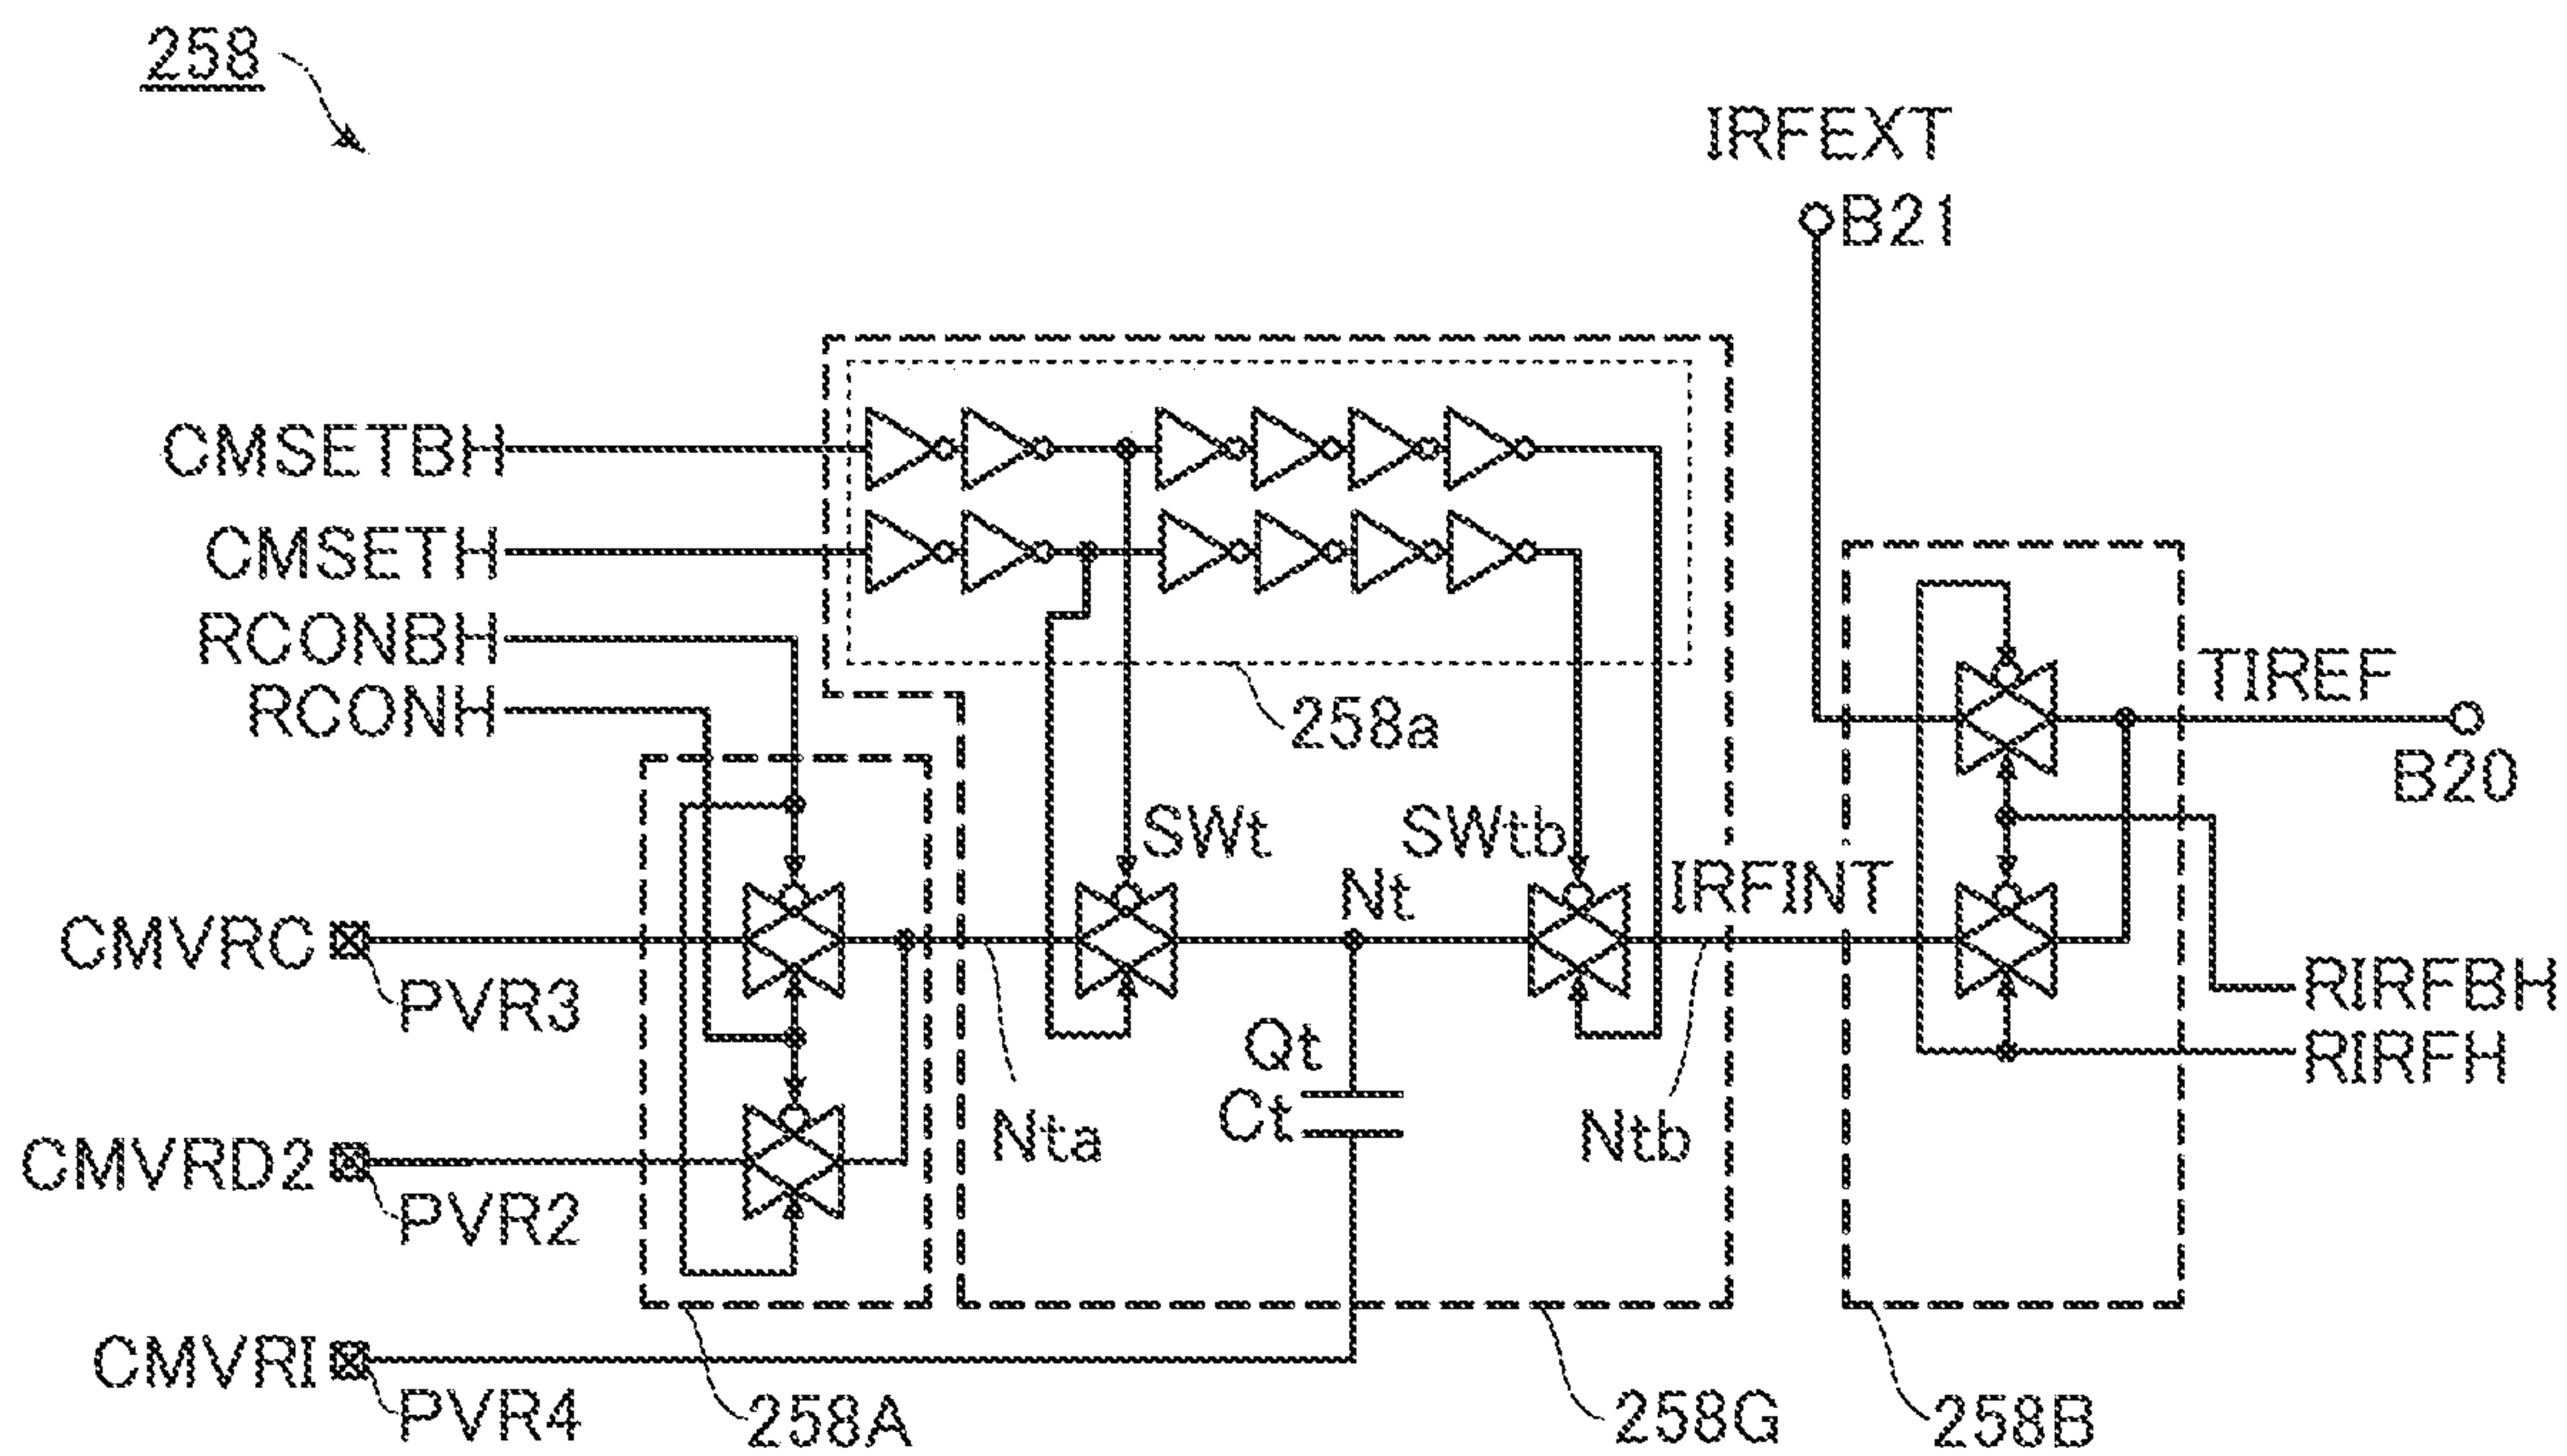 258
IRFEXT
B21
CMSETBH
CMSETH
RCONBH
RCONH
258a
TIREF
B20
SWt
SWtb
Nt
IRFINT
CMVRC
PVR3
RIRFBH
RIRFH
Qt
Ct
Nta
Ntb
CMVRD2
PVR2
CMVRI
PVR4
258A
258G
258B